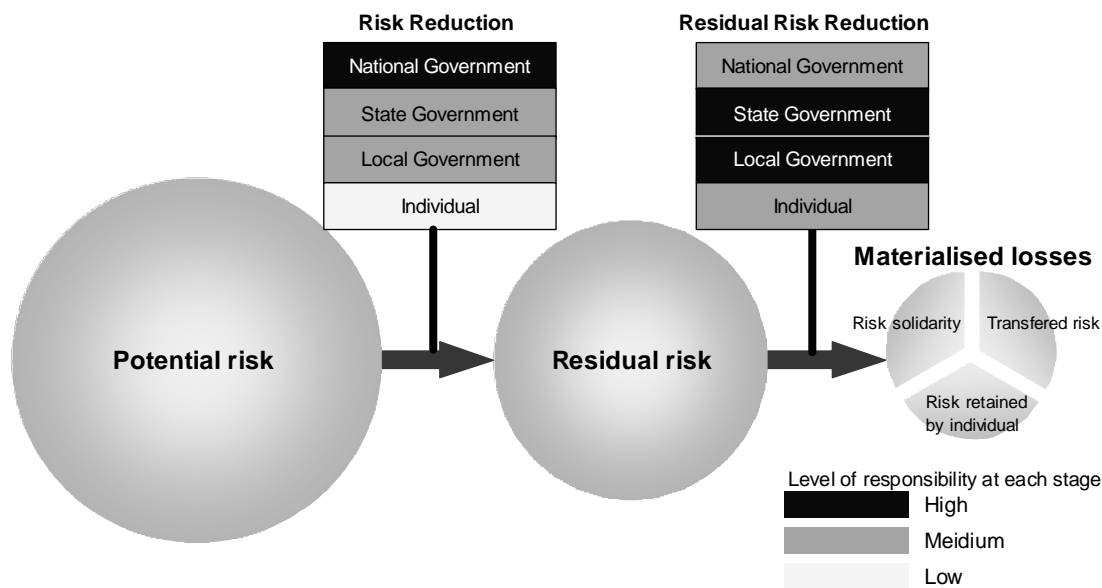 Risk Reduction
National Government
State Government
Local Government
Individual
Residual Risk Reduction
National Government
State Government
Local Government
Individual
Potential risk
Residual risk
Materialised losses
Risk solidarity
Transfered risk
Risk retained
by individual
Level of responsibility at each stage
High
Meidium
Low